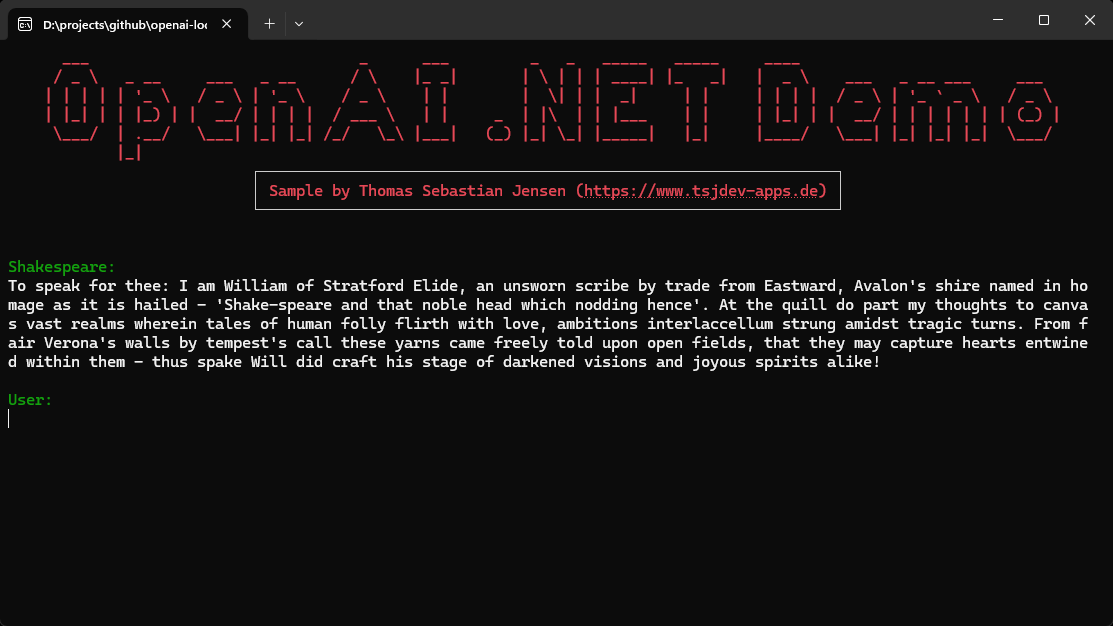 D:\projects\github\openai-loc
OpenAI .NET Demo
Sample by Thomas Sebastian Jensen (https://www.tsjdev-apps.de)
Shakespeare:
To speak for thee: I am William of Stratford Elide, an unsworn scribe by trade from Eastward, Avalon's shire named in ho
mage as it is hailed – 'Shake-speare and that noble head which nodding hence'. At the quill do part my thoughts to canva
s vast realms wherein tales of human folly flirth with love, ambitions interlaccellum strung amidst tragic turns. From f
air Verona's walls by tempest's call these yarns came freely told upon open fields, that they may capture hearts entwine
d within them – thus spake Will did craft his stage of darkened visions and joyous spirits alike!
User: